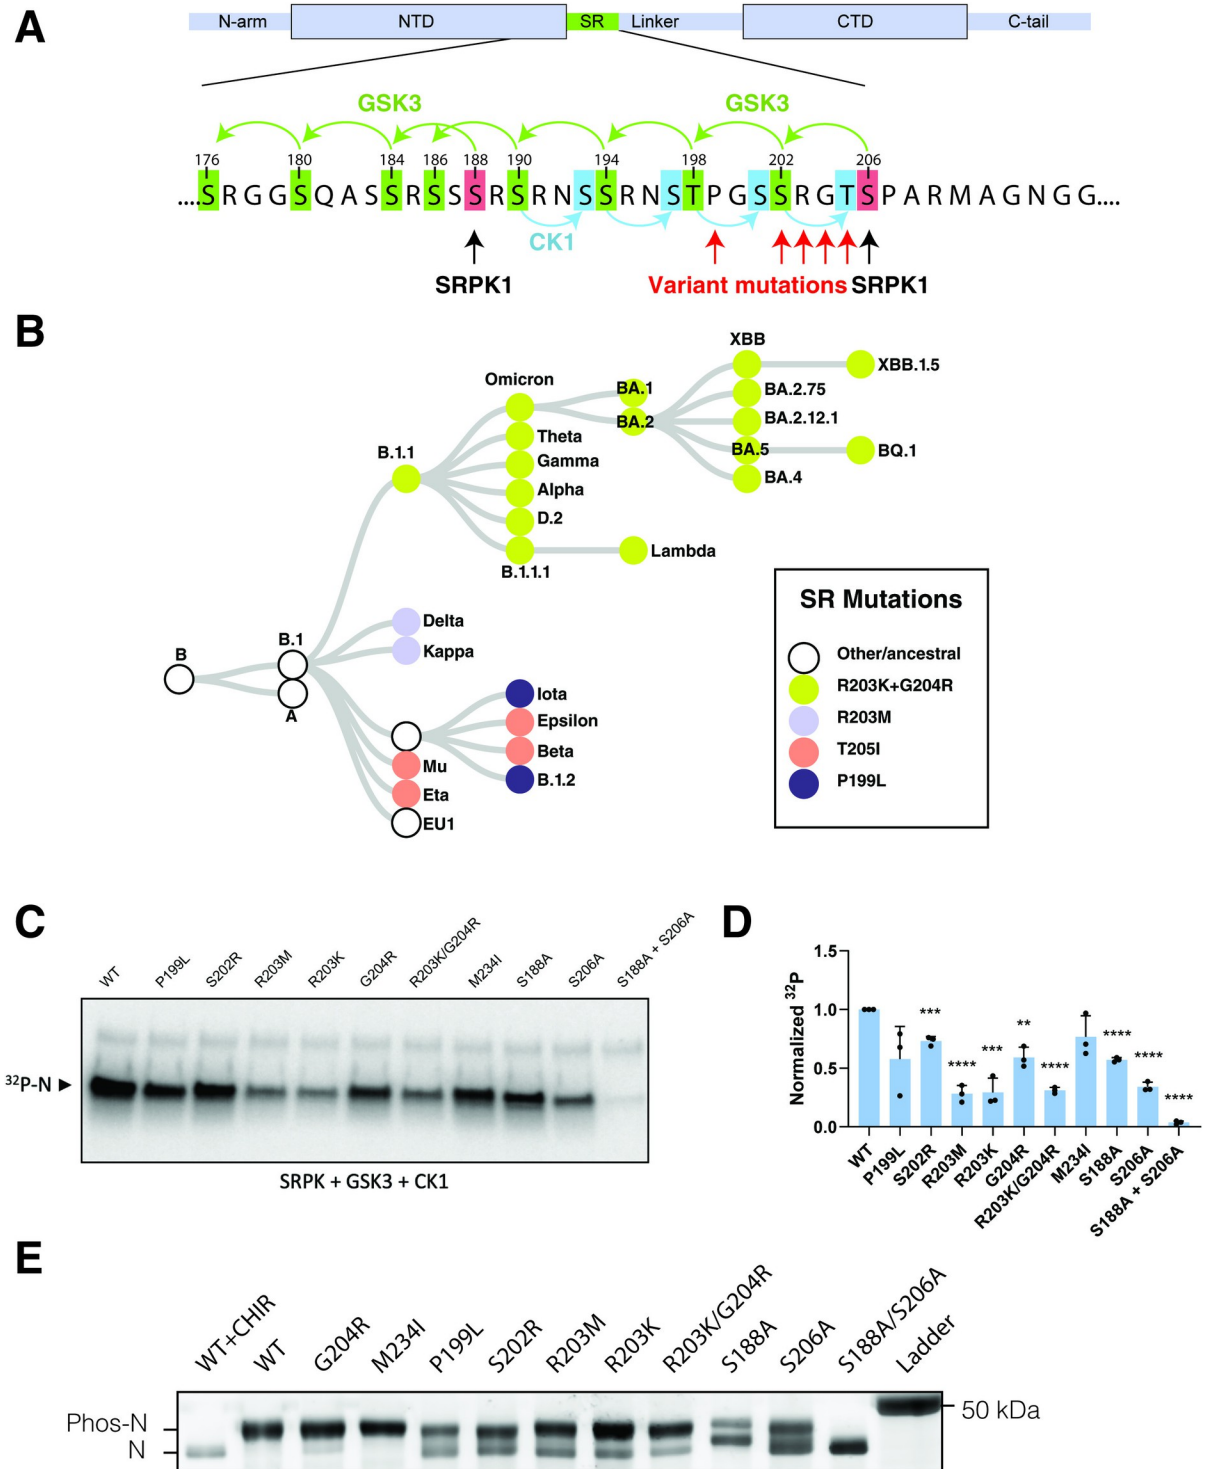 A
N-arm NTD SR Linker CTD C-tail
GSK3 GSK3
176 180 184 186 188 190 194 198 202 206
....SRGGSQASSRSSSRSRNSSRNSTPGSSRGTSPARMAGNGG....
CK1
SRPK1 Variant mutations SRPK1
B
XBB
XBB.1.5
Omicron BA.1 BA.2.75
BA.2 BA.2.12.1
Theta
B.1.1 Gamma BA.5 BQ.1
Alpha BA.4
D.2
Lambda
B.1.1.1
Delta
B.1 Kappa
B
A
Iota
Epsilon
Mu Beta
Eta B.1.2
EU1
SR Mutations
Other/ancestral
R203K+G204R
R203M
T205I
P199L
C
WT P199L S202R R203M R203K G204R R203K/G204R M234I S188A S206A S188A + S206A
32P-N
SRPK + GSK3 + CK1
D
Normalized 32P
1.5
1.0
0.5
0.0
*** **** *** ** **** **** **** ****
WT P199L S202R R203M R203K G204R R203K/G204R M234I S188A S206A S188A + S206A
E
WT+CHIR WT G204R M234I P199L S202R R203M R203K R203K/G204R S188A S206A S188A/S206A Ladder
Phos-N 50 kDa
N